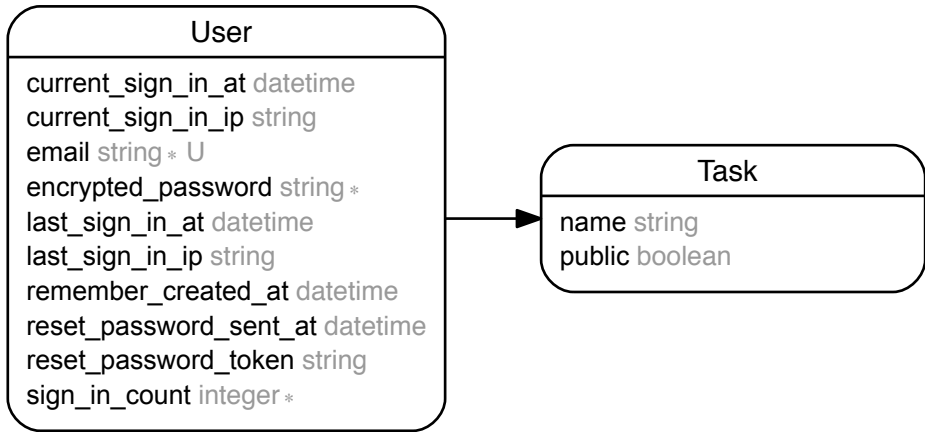 User
current_sign_in_at datetime
current_sign_in_ip string
email string * U
encrypted_password string *
last_sign_in_at datetime
last_sign_in_ip string
remember_created_at datetime
reset_password_sent_at datetime
reset_password_token string
sign_in_count integer *
Task
name string
public boolean